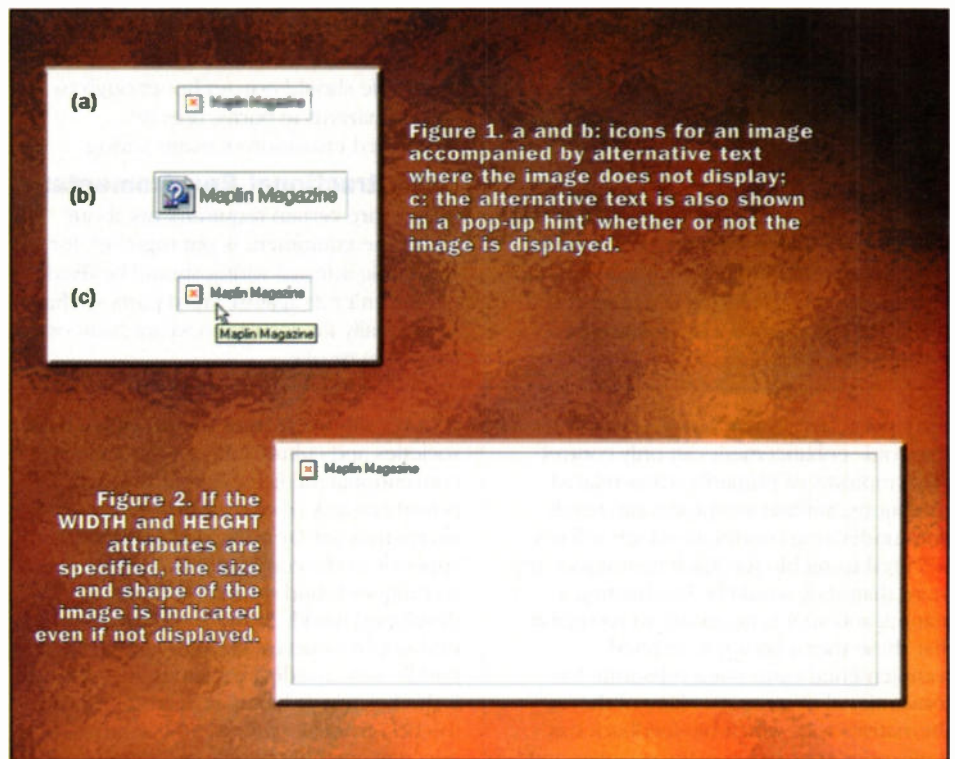 (a)
Maplin Magazine
(b)
Maplin Magazine
(c)
Maplin Magazine
Maplin Magazine
Figure 1. a and b: icons for an image
accompanied by alternative text
where the image does not display;
c: the alternative text is also shown
in a 'pop-up hint' whether or not the
image is displayed.
Maplin Magazine
Figure 2. If the
WIDTH and HEIGHT
attributes are
specified, the size
and shape of the
image is indicated
even if not displayed.